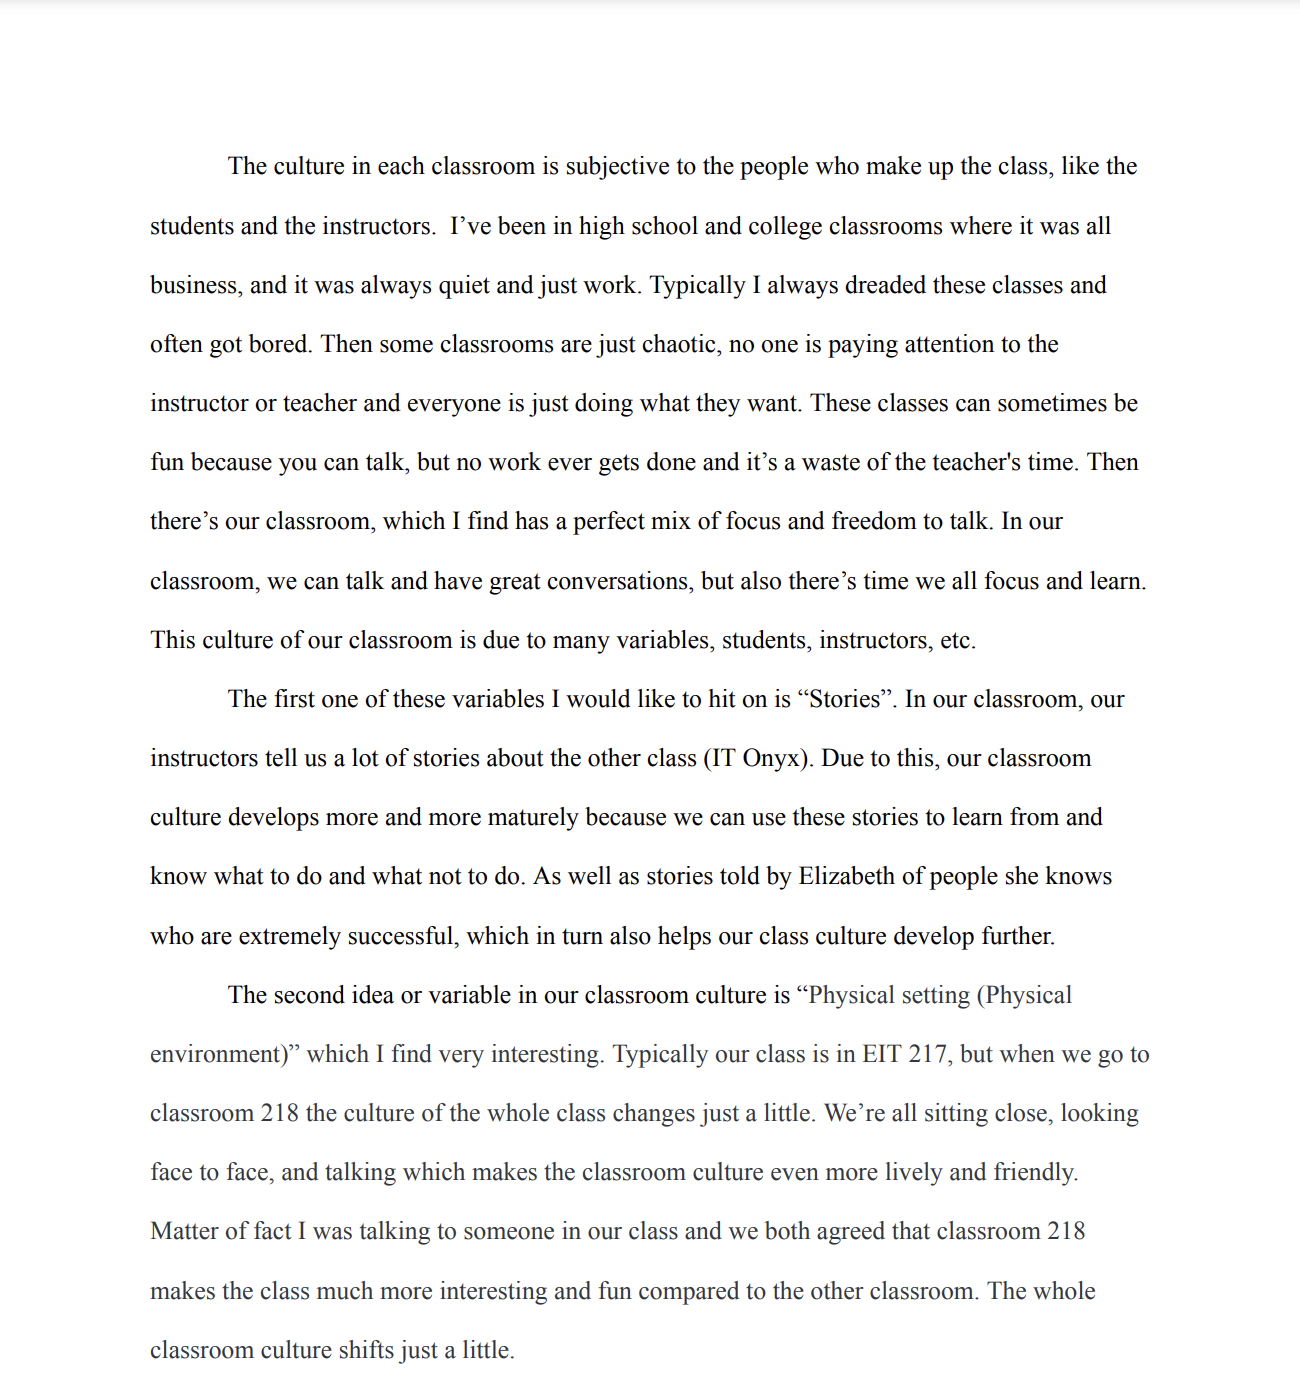 The culture in each classroom is subjective to the people who make up the class, like the
students and the instructors.  I’ve been in high school and college classrooms where it was all
business, and it was always quiet and just work. Typically I always dreaded these classes and
often got bored. Then some classrooms are just chaotic, no one is paying attention to the
instructor or teacher and everyone is just doing what they want. These classes can sometimes be
fun because you can talk, but no work ever gets done and it’s a waste of the teacher's time. Then
there’s our classroom, which I find has a perfect mix of focus and freedom to talk. In our
classroom, we can talk and have great conversations, but also there’s time we all focus and learn.
This culture of our classroom is due to many variables, students, instructors, etc.
The first one of these variables I would like to hit on is “Stories”. In our classroom, our
instructors tell us a lot of stories about the other class (IT Onyx). Due to this, our classroom
culture develops more and more maturely because we can use these stories to learn from and
know what to do and what not to do. As well as stories told by Elizabeth of people she knows
who are extremely successful, which in turn also helps our class culture develop further.
The second idea or variable in our classroom culture is “Physical setting (Physical
environment)” which I find very interesting. Typically our class is in EIT 217, but when we go to
classroom 218 the culture of the whole class changes just a little. We’re all sitting close, looking
face to face, and talking which makes the classroom culture even more lively and friendly.
Matter of fact I was talking to someone in our class and we both agreed that classroom 218
makes the class much more interesting and fun compared to the other classroom. The whole
classroom culture shifts just a little.